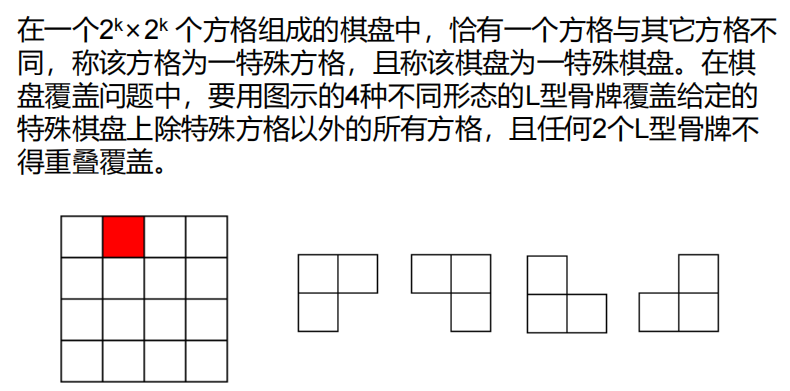 在一个2ᵏ×2ᵏ 个方格组成的棋盘中，恰有一个方格与其它方格不
同，称该方格为一特殊方格，且称该棋盘为一特殊棋盘。在棋
盘覆盖问题中，要用图示的4种不同形态的L型骨牌覆盖给定的
特殊棋盘上除特殊方格以外的所有方格，且任何2个L型骨牌不
得重叠覆盖。